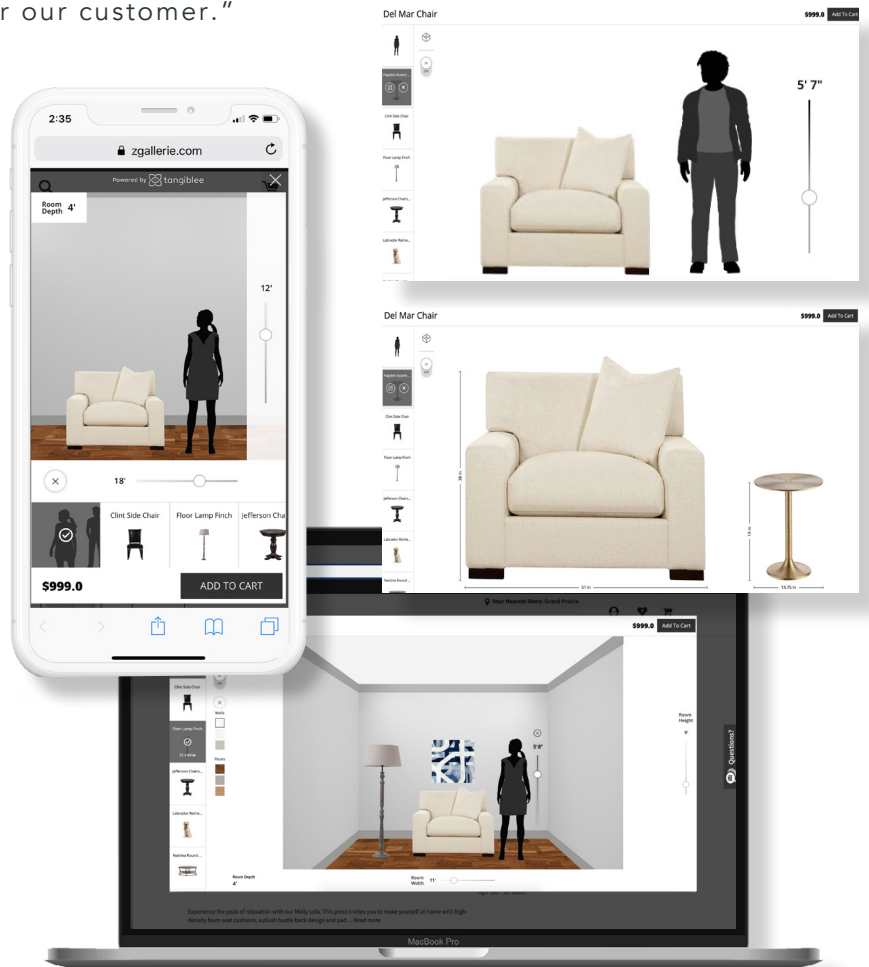 r our customer.”
Del Mar Chair
$999.0 Add To Cart
Clint Side Chair
Floor Lamp Finch
Jefferson Chairs...
Labrador Retrie...
5' 7"
2:35
zgallerie.com
Powered by tangiblee
Room
Depth 4'
12'
18'
Clint Side Chair
Floor Lamp Finch
Jefferson Cha
$999.0
ADD TO CART
Del Mar Chair
$999.0 Add To Cart
Clint Side Chair
Floor Lamp Finch
Jefferson Chairs...
Labrador Retrie...
Martina Round ...
38 in
51 in
14.75 in
Your Nearest Store: Grand Prairie
$999.0 Add To Cart
Clint Side Chair
Floor Lamp Finch
Jefferson Chairs...
Labrador Retrie...
Martina Round ...
Walls
5' 8"
Room
Height
9'
Questions?
Room Depth
4'
Room
Width 11'
Experience the peak of relaxation with our Molly sofa. This piece invites you to make yourself at home with high-
density foam seat cushions, a plush bustle back design and pad ... Read more
MacBook Pro